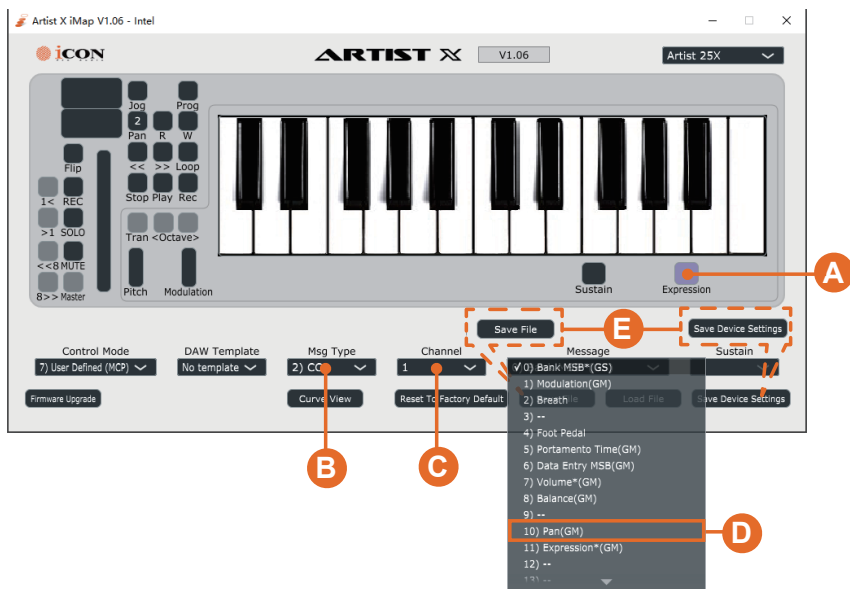 Artist X iMap V1.06 - Intel
iCON
ARTIST X
V1.06
Artist 25X
Jog
Prog
2
Pan
R
W
Flip
<<
>>
Loop
1<
REC
Stop
Play
Rec
>1
SOLO
Tran
<Octave>
<<8
MUTE
8>>
Master
Pitch
Modulation
Sustain
Expression
A
Save File
E
Save Device Settings
Control Mode
DAW Template
Msg Type
Channel
Message
Sustain
7) User Defined (MCP)
No template
2) CC
1
0) Bank MSB*(GS)
Firmware Upgrade
Curve View
Reset To Factory Default
Load File
Save Device Settings
1) Modulation(GM)
2) Breath
3) --
4) Foot Pedal
5) Portamento Time(GM)
6) Data Entry MSB(GM)
7) Volume*(GM)
8) Balance(GM)
9) --
10) Pan(GM)
11) Expression*(GM)
12) --
13) --
B
C
D